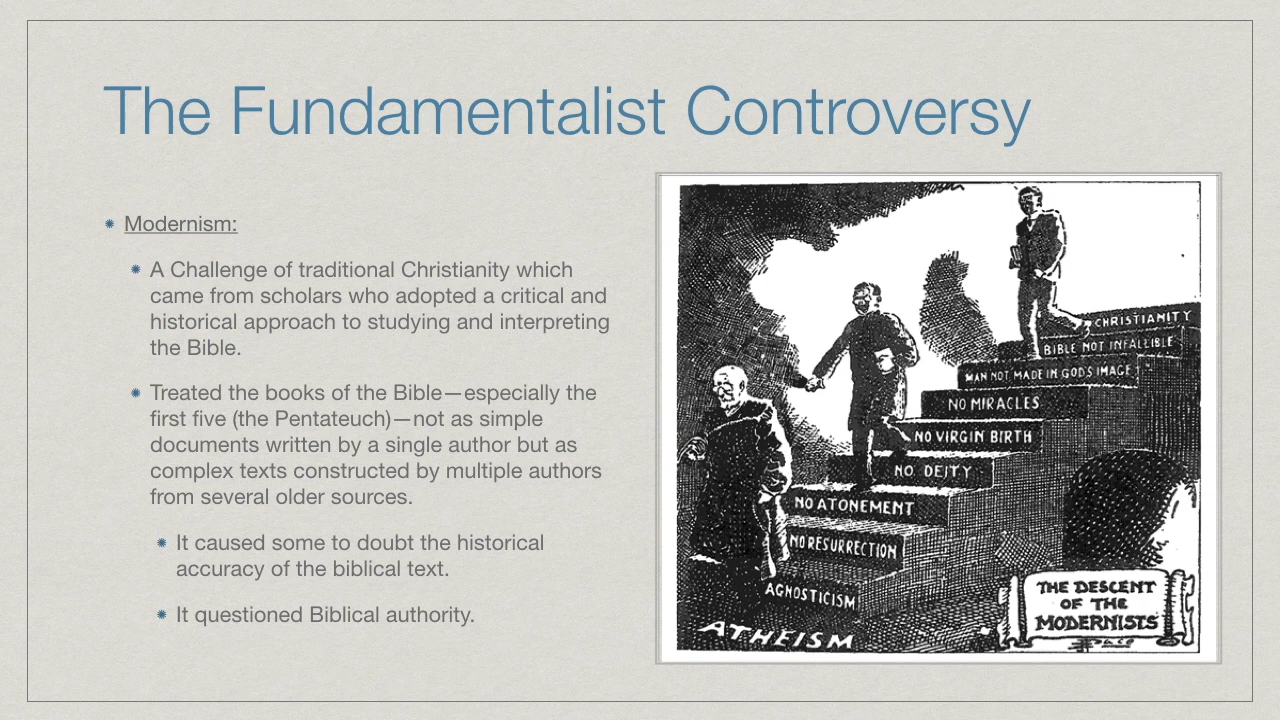 The Fundamentalist Controversy
Modernism:
A Challenge of traditional Christianity which
came from scholars who adopted a critical and
historical approach to studying and interpreting
the Bible.
Treated the books of the Bible—especially the
first five (the Pentateuch)—not as simple
documents written by a single author but as
complex texts constructed by multiple authors
from several older sources.
It caused some to doubt the historical
accuracy of the biblical text.
It questioned Biblical authority.
CHRISTIANITY
BIBLE NOT INFALLIBLE
MAN NOT MADE IN GOD'S IMAGE
NO MIRACLES
NO VIRGIN BIRTH
NO DEITY
NO ATONEMENT
NO RESURRECTION
AGNOSTICISM
ATHEISM
THE DESCENT
OF THE
MODERNISTS